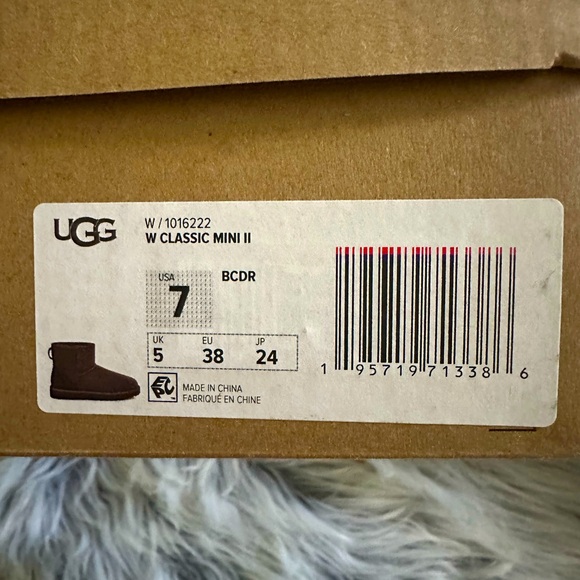 UGG
W / 1016222
W CLASSIC MINI II
USA
7
BCDR
UK EU JP
5 38 24
EPC
MADE IN CHINA
FABRIQUÉ EN CHINE
1 95719 71338 6